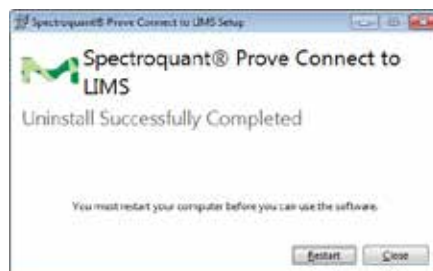 Spectroquant® Prove Connect to LIMS Setup
Spectroquant® Prove Connect to
LIMS
Uninstall Successfully Completed
You must restart your computer before you can use the software.
Restart
Close